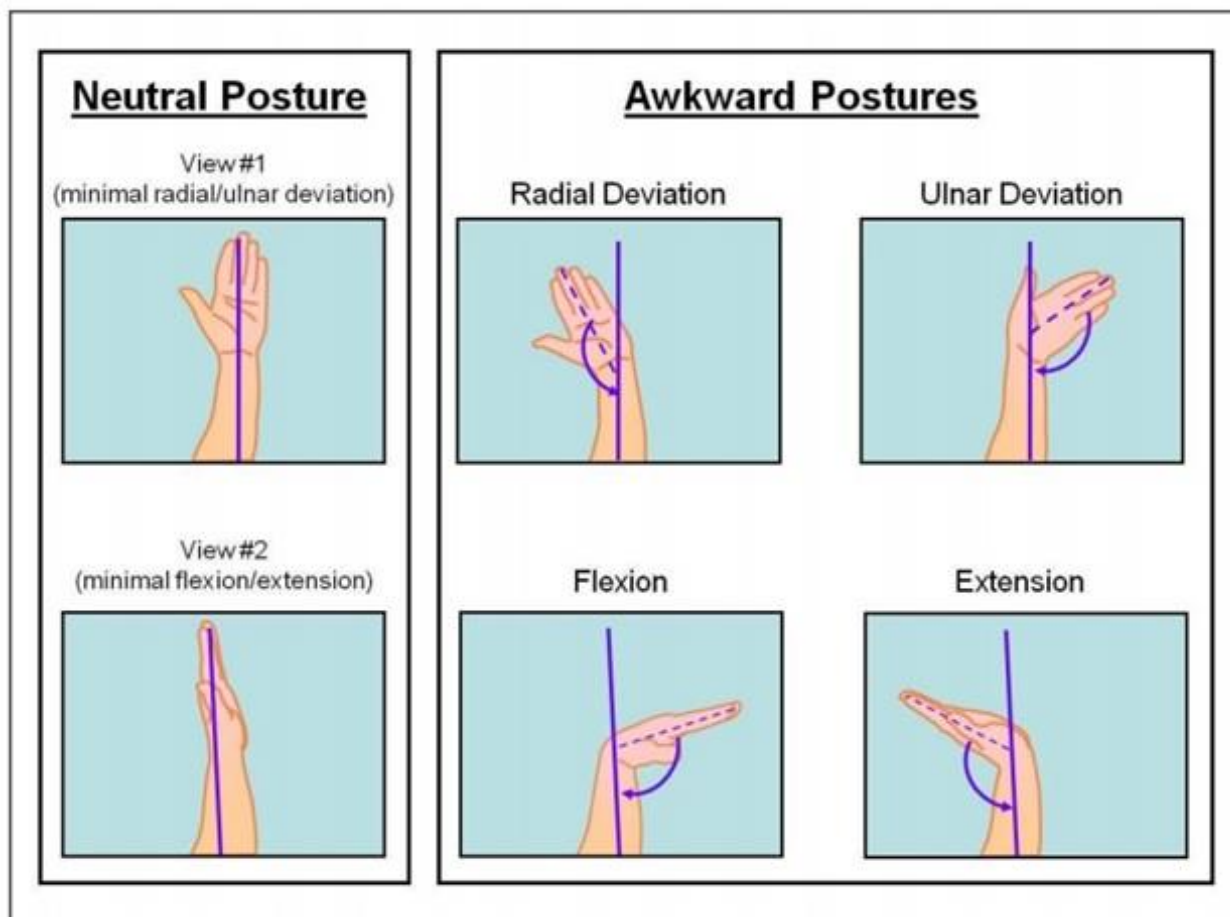 Neutral Posture
View #1
(minimal radial/ulnar deviation)
View #2
(minimal flexion/extension)
Awkward Postures
Radial Deviation
Ulnar Deviation
Flexion
Extension